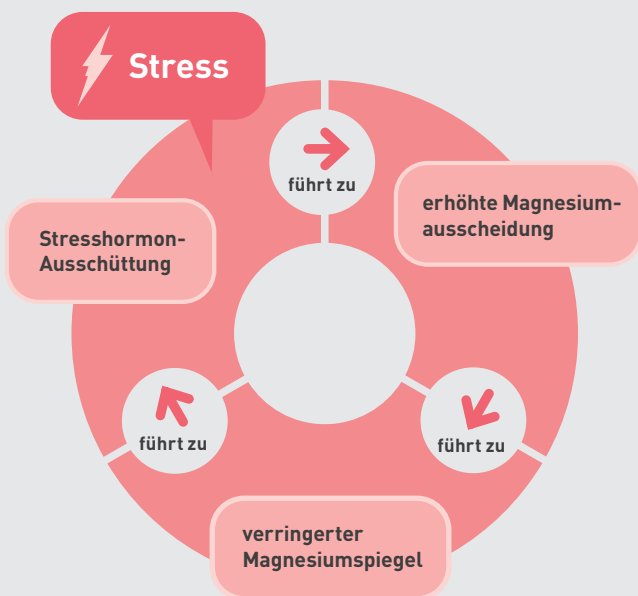 Stress
führt zu
erhöhte Magnesium-
ausscheidung
Stresshormon-
Ausschüttung
führt zu
führt zu
verringerter
Magnesiumspiegel